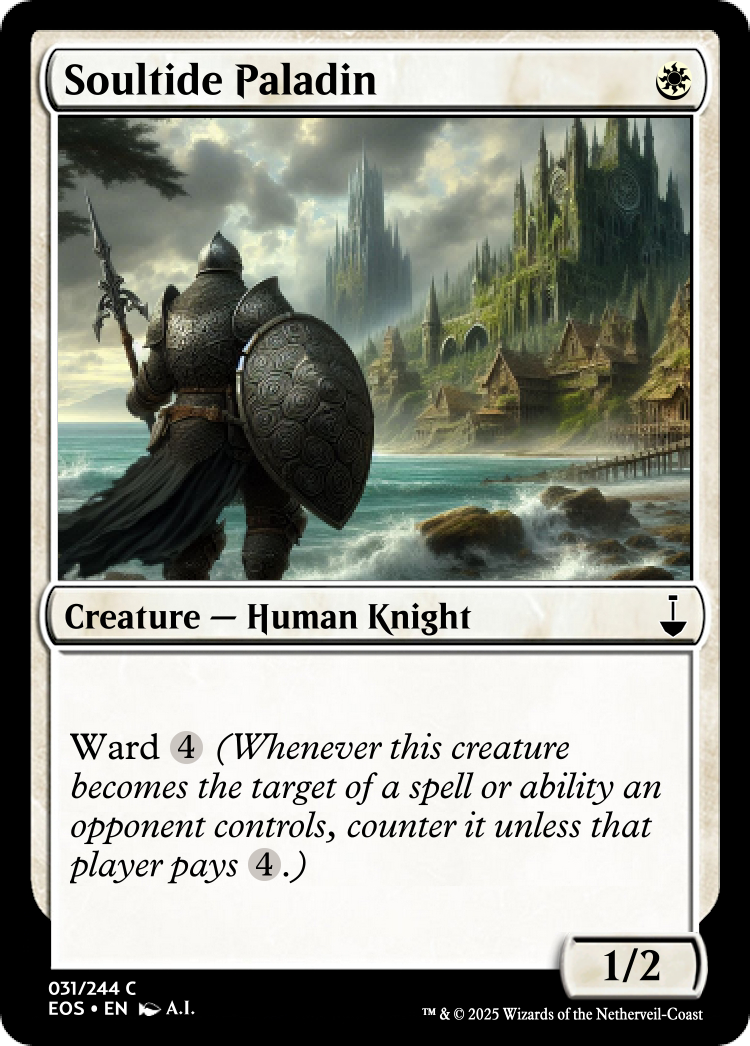 Soultide Paladin
Creature — Human Knight
Ward 4 (Whenever this creature
becomes the target of a spell or ability an
opponent controls, counter it unless that
player pays 4.)
1/2
031/244 C
EOS • EN A.I.
™ & © 2025 Wizards of the Netherveil-Coast